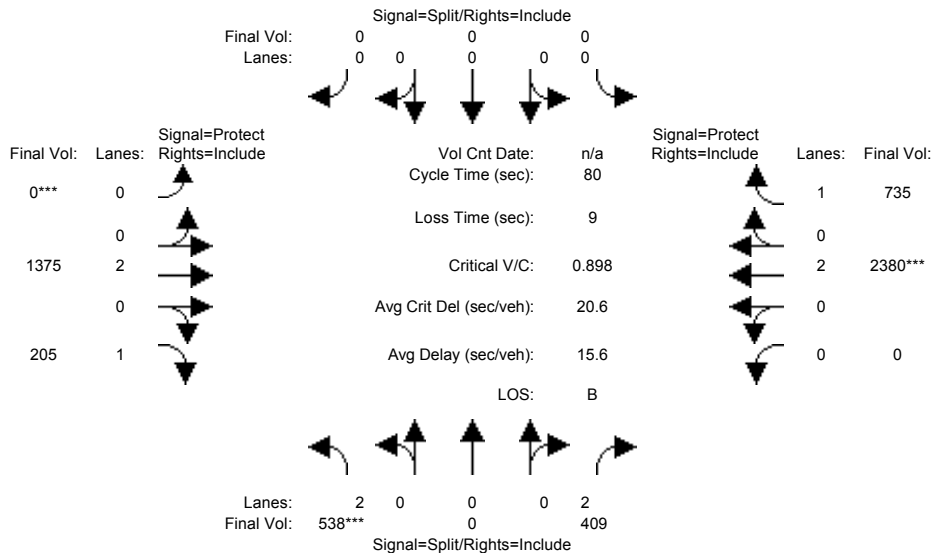 Signal=Split/Rights=Include
Final Vol: 0 0 0
Lanes: 0 0 0 0 0
Signal=Protect Signal=Protect
Final Vol: Lanes: Rights=Include Vol Cnt Date: n/a Rights=Include Lanes: Final Vol:
Cycle Time (sec): 80
0*** 0 1 735
Loss Time (sec): 9
0 0
1375 2 Critical V/C: 0.898 2 2380***
0 Avg Crit Del (sec/veh): 20.6 0
205 1 Avg Delay (sec/veh): 15.6 0 0
LOS: B
Lanes: 2 0 0 0 2
Final Vol: 538*** 0 409
Signal=Split/Rights=Include